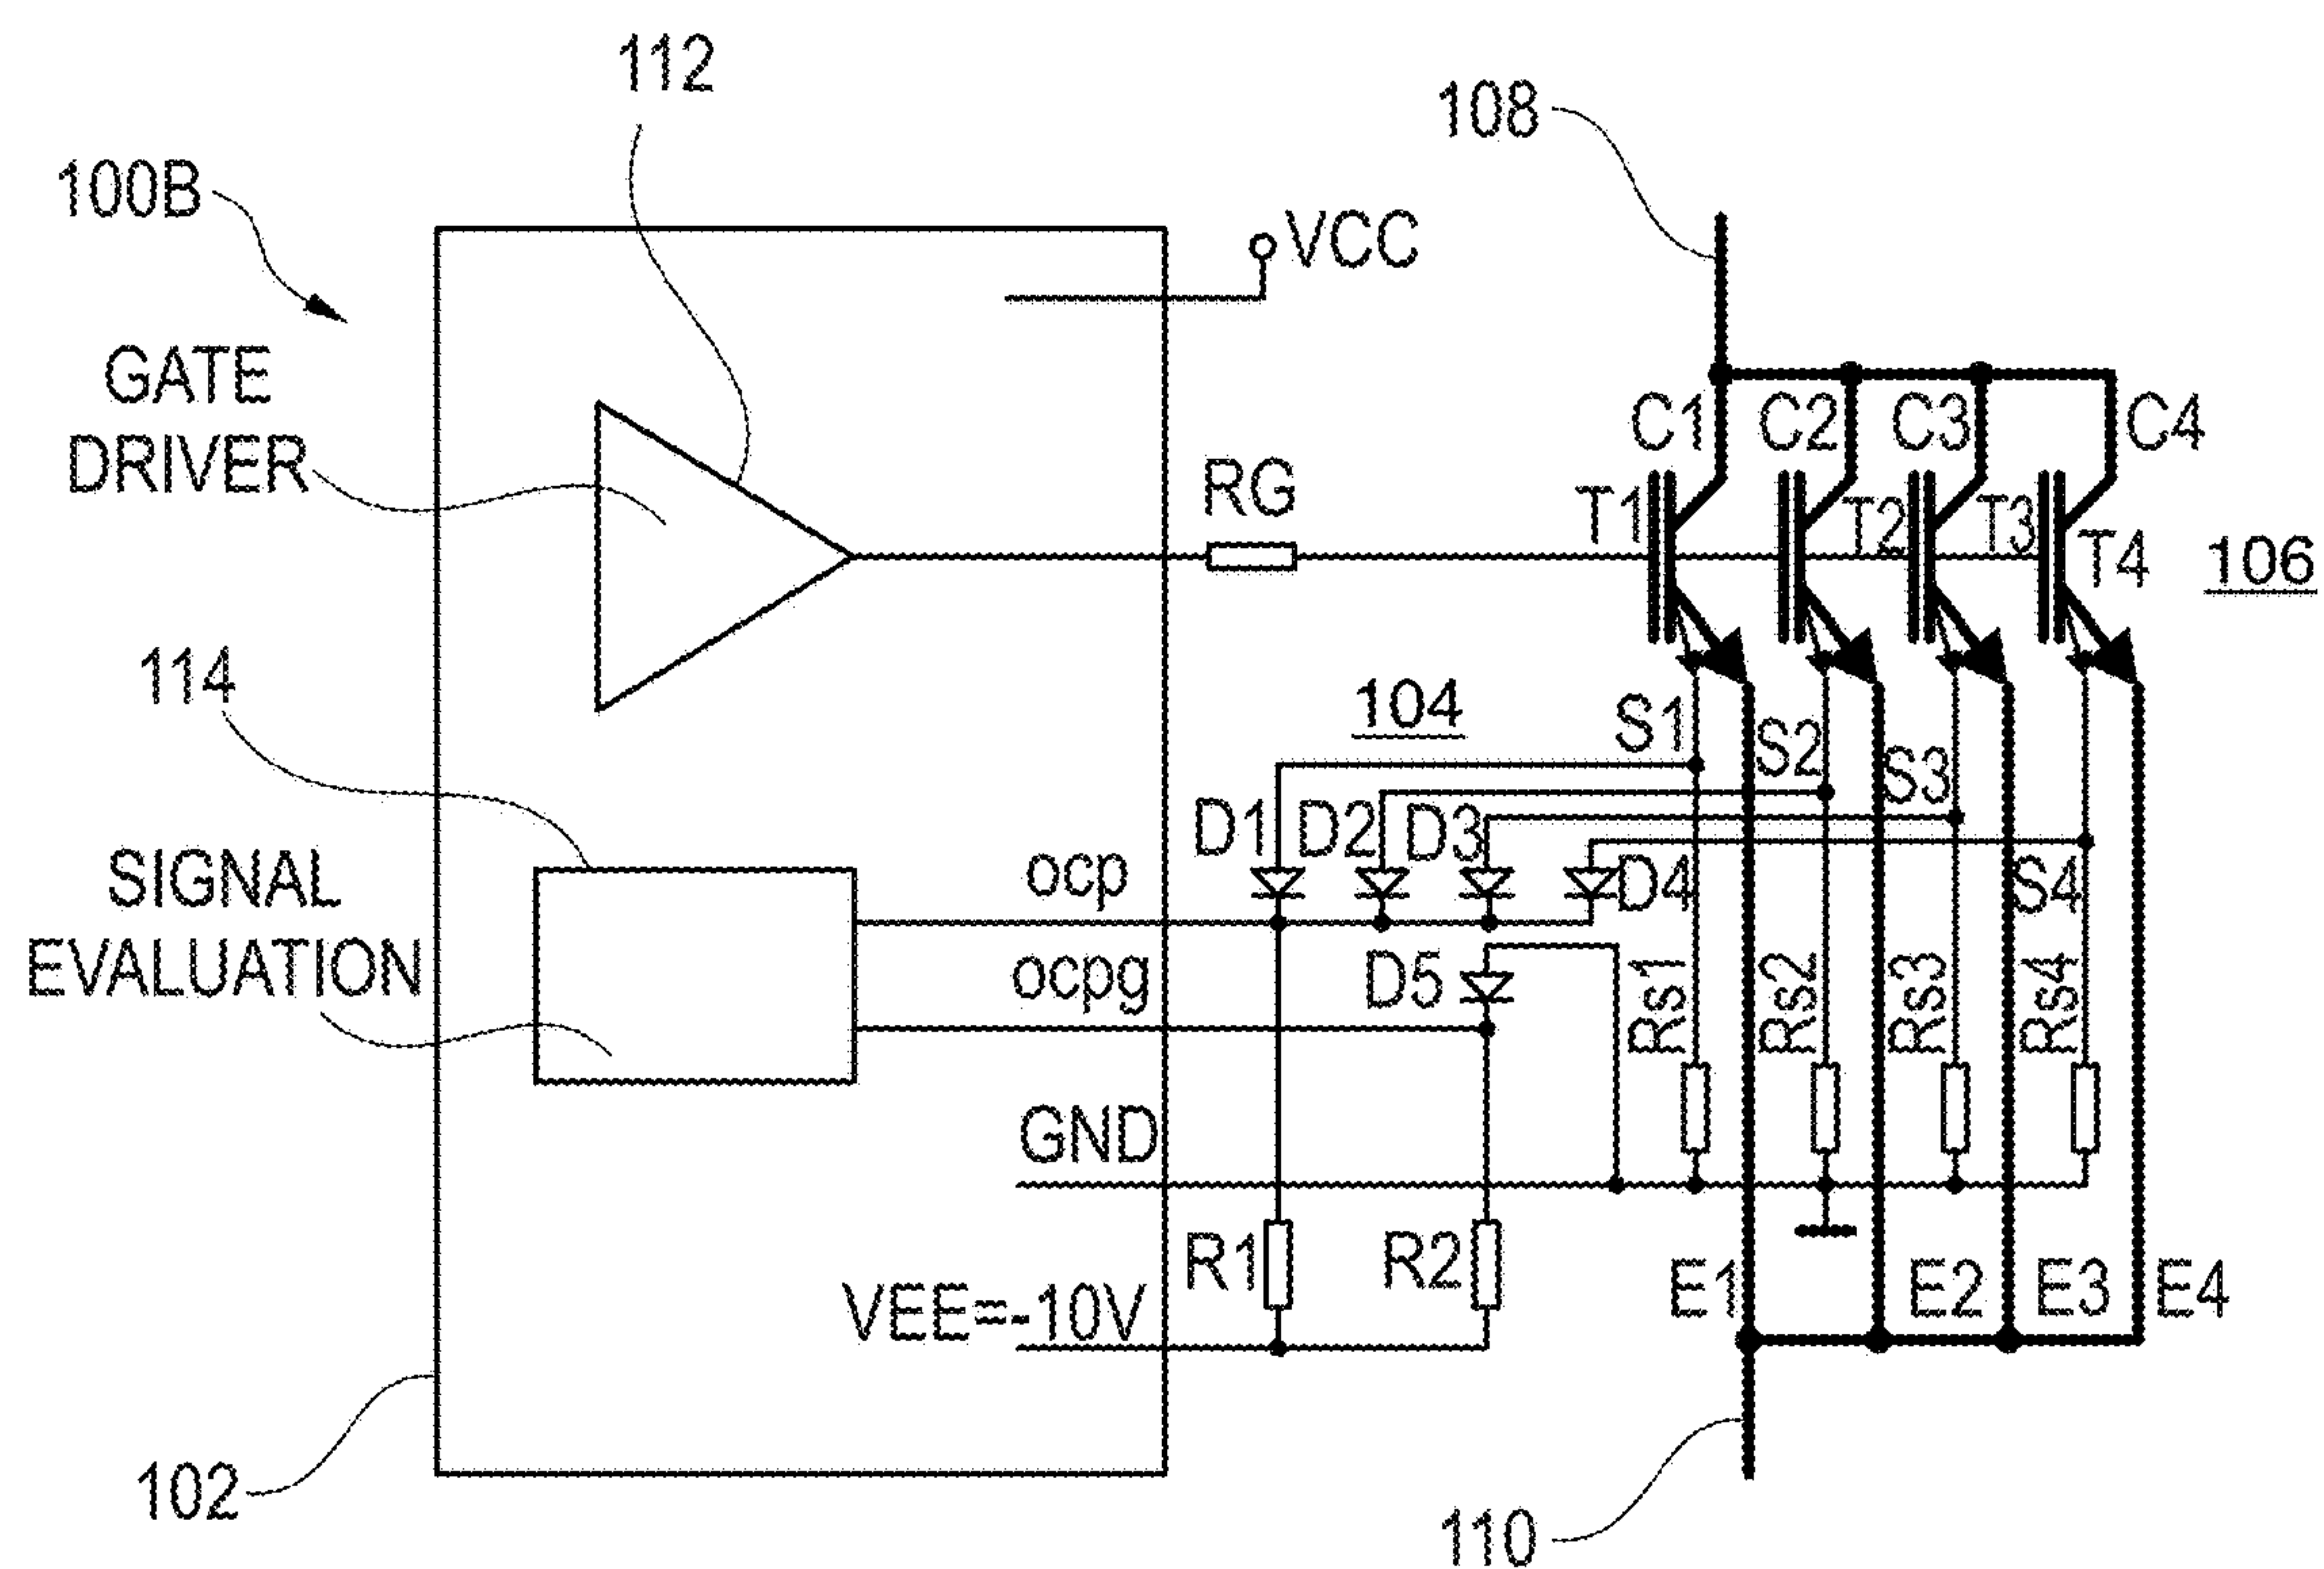 112
108
100B
VCC
GATE
DRIVER
C1
C2
C3
C4
RG
T1
T2
T3
T4
106
114
104
S1
S2
S3
S4
D1
D2
D3
D4
SIGNAL
EVALUATION
ocp
ocpg
D5
Rs1
Rs2
Rs3
Rs4
GND
R1
R2
VEE=-10V
E1
E2
E3
E4
102
110